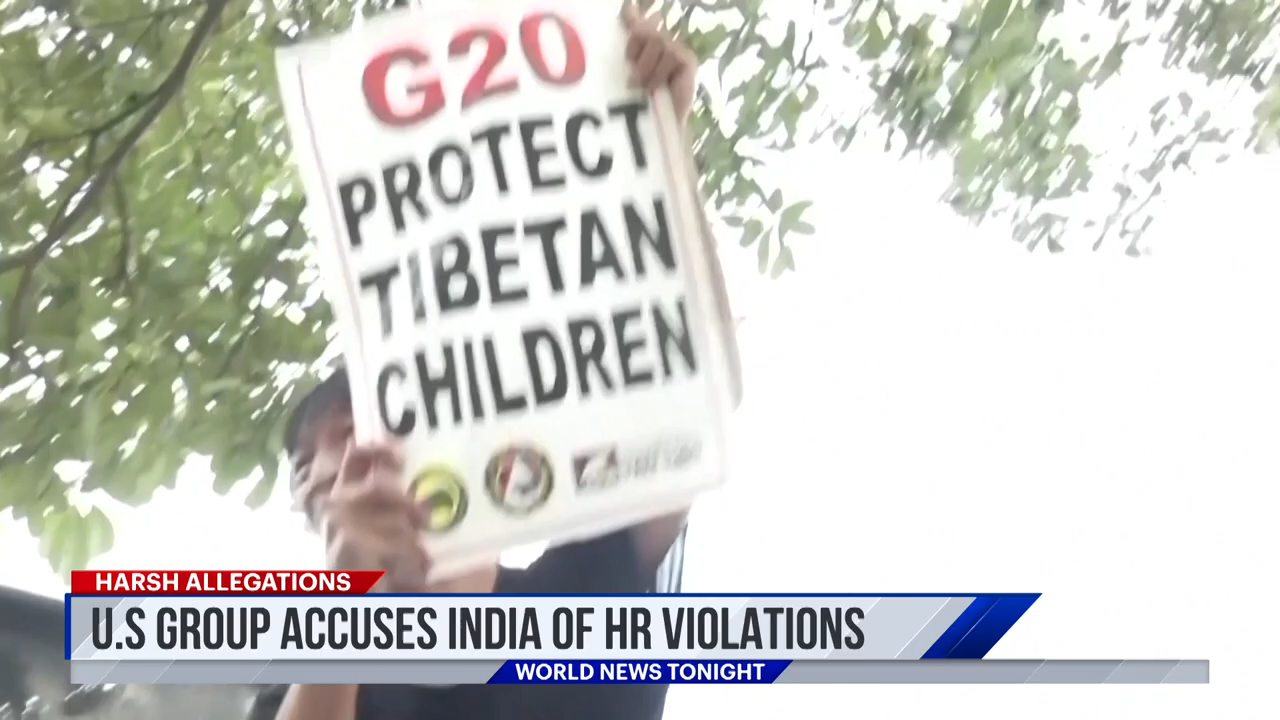 G20
PROTECT
TIBETAN
CHILDREN
HARSH ALLEGATIONS
U.S GROUP ACCUSES INDIA OF HR VIOLATIONS
WORLD NEWS TONIGHT